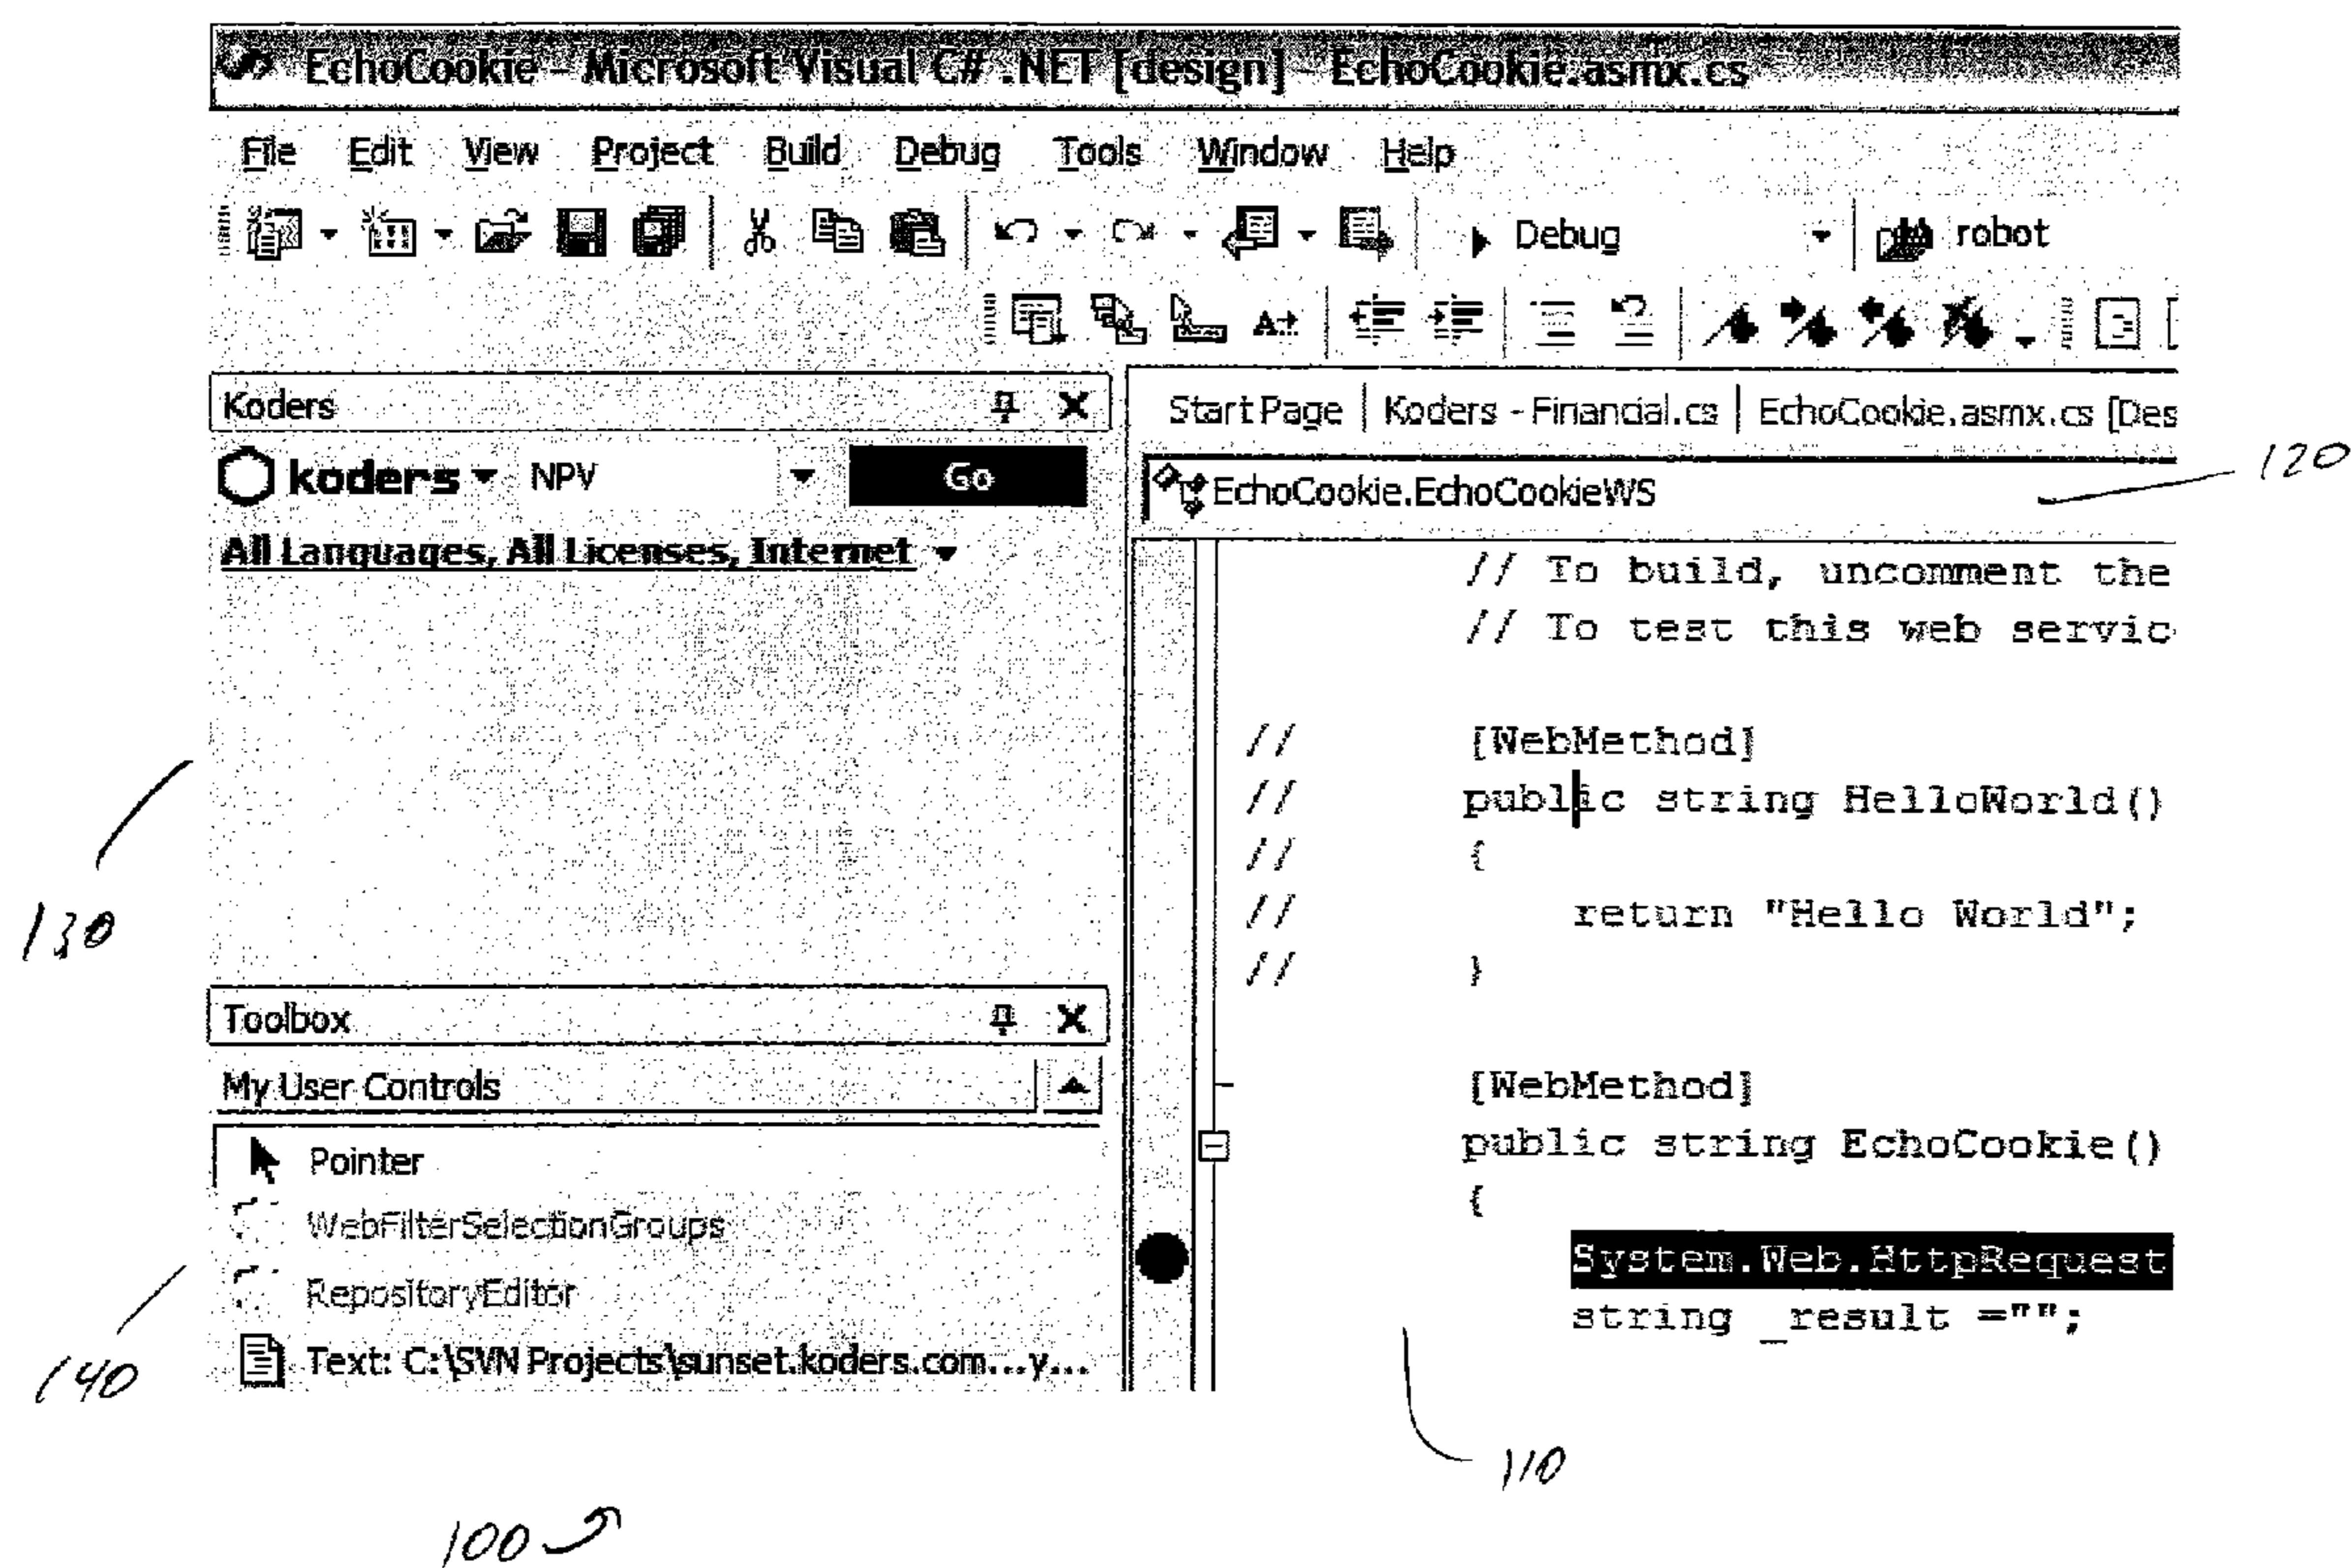 EchoCookie - Microsoft Visual C# .NET [design] - EchoCookie.asmx.cs
File Edit View Project Build Debug Tools Window Help
Debug robot
Koders
koders NPV Go
All Languages, All Licenses, Internet
Start Page | Koders - Financial.cs | EchoCookie.asmx.cs [Des
EchoCookie.EchoCookieWS
120
// To build, uncomment the
// To test this web servic
// [WebMethod]
// public string HelloWorld()
// {
// return "Hello World";
// }
130
Toolbox
My User Controls
Pointer
WebFilterSelectionGroups
RepositoryEditor
Text: C:\SVN Projects\sunset.koders.com...y...
140
[WebMethod]
public string EchoCookie()
{
System.Web.HttpRequest
string _result ="";
110
100